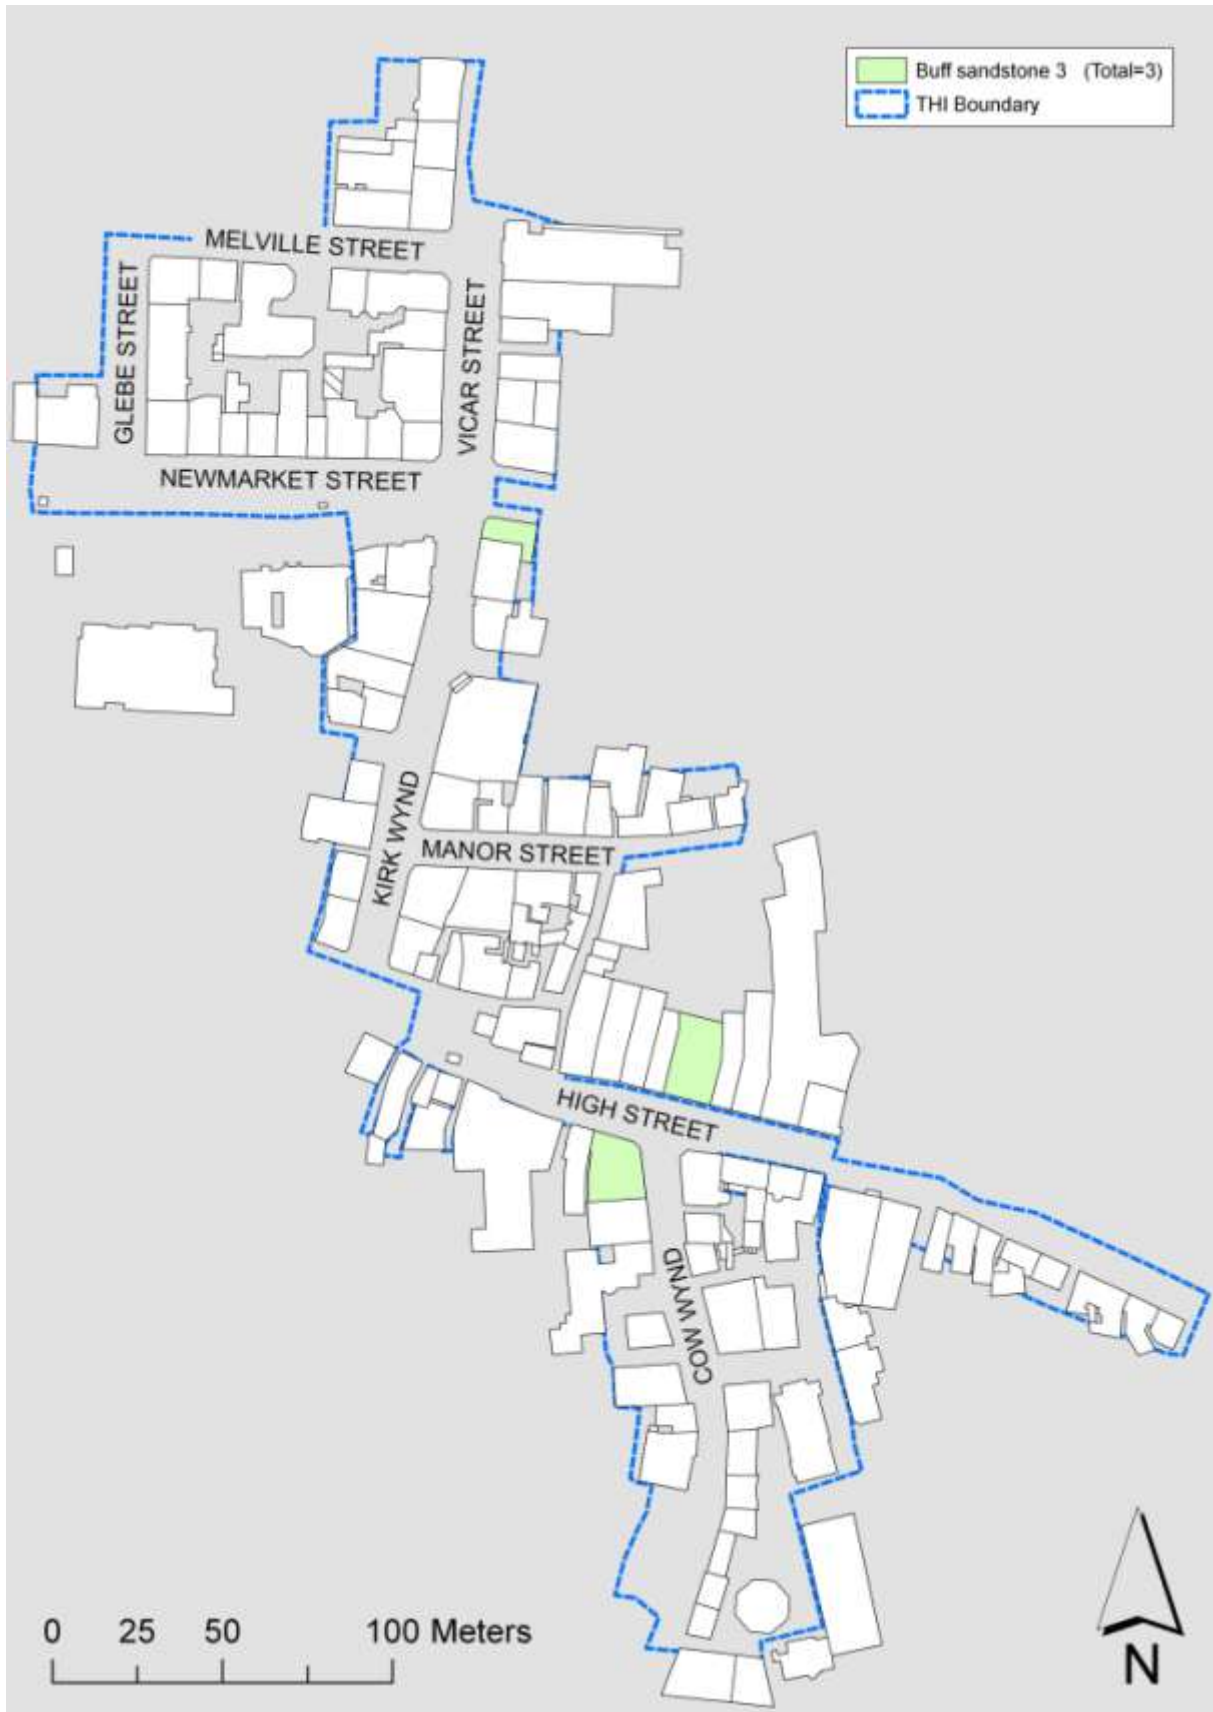 Buff sandstone 3 (Total=3)
THI Boundary
MELVILLE STREET
GLEBE STREET
VICAR STREET
NEWMARKET STREET
KIRK WYND
MANOR STREET
HIGH STREET
COW WYND
0 25 50 100 Meters
N